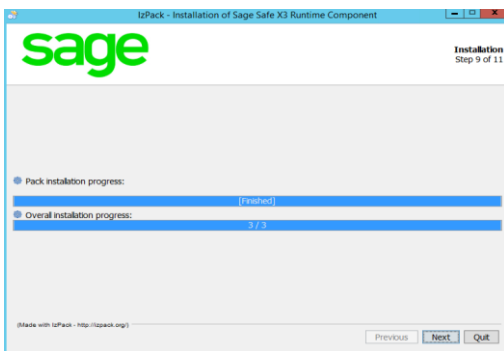 IzPack - Installation of Sage Safe X3 Runtime Component
sage
Installation
Step 9 of 11
Pack installation progress:
[Finished]
Overall installation progress:
3 / 3
(Made with IzPack - http://izpack.org/)
Previous Next Quit